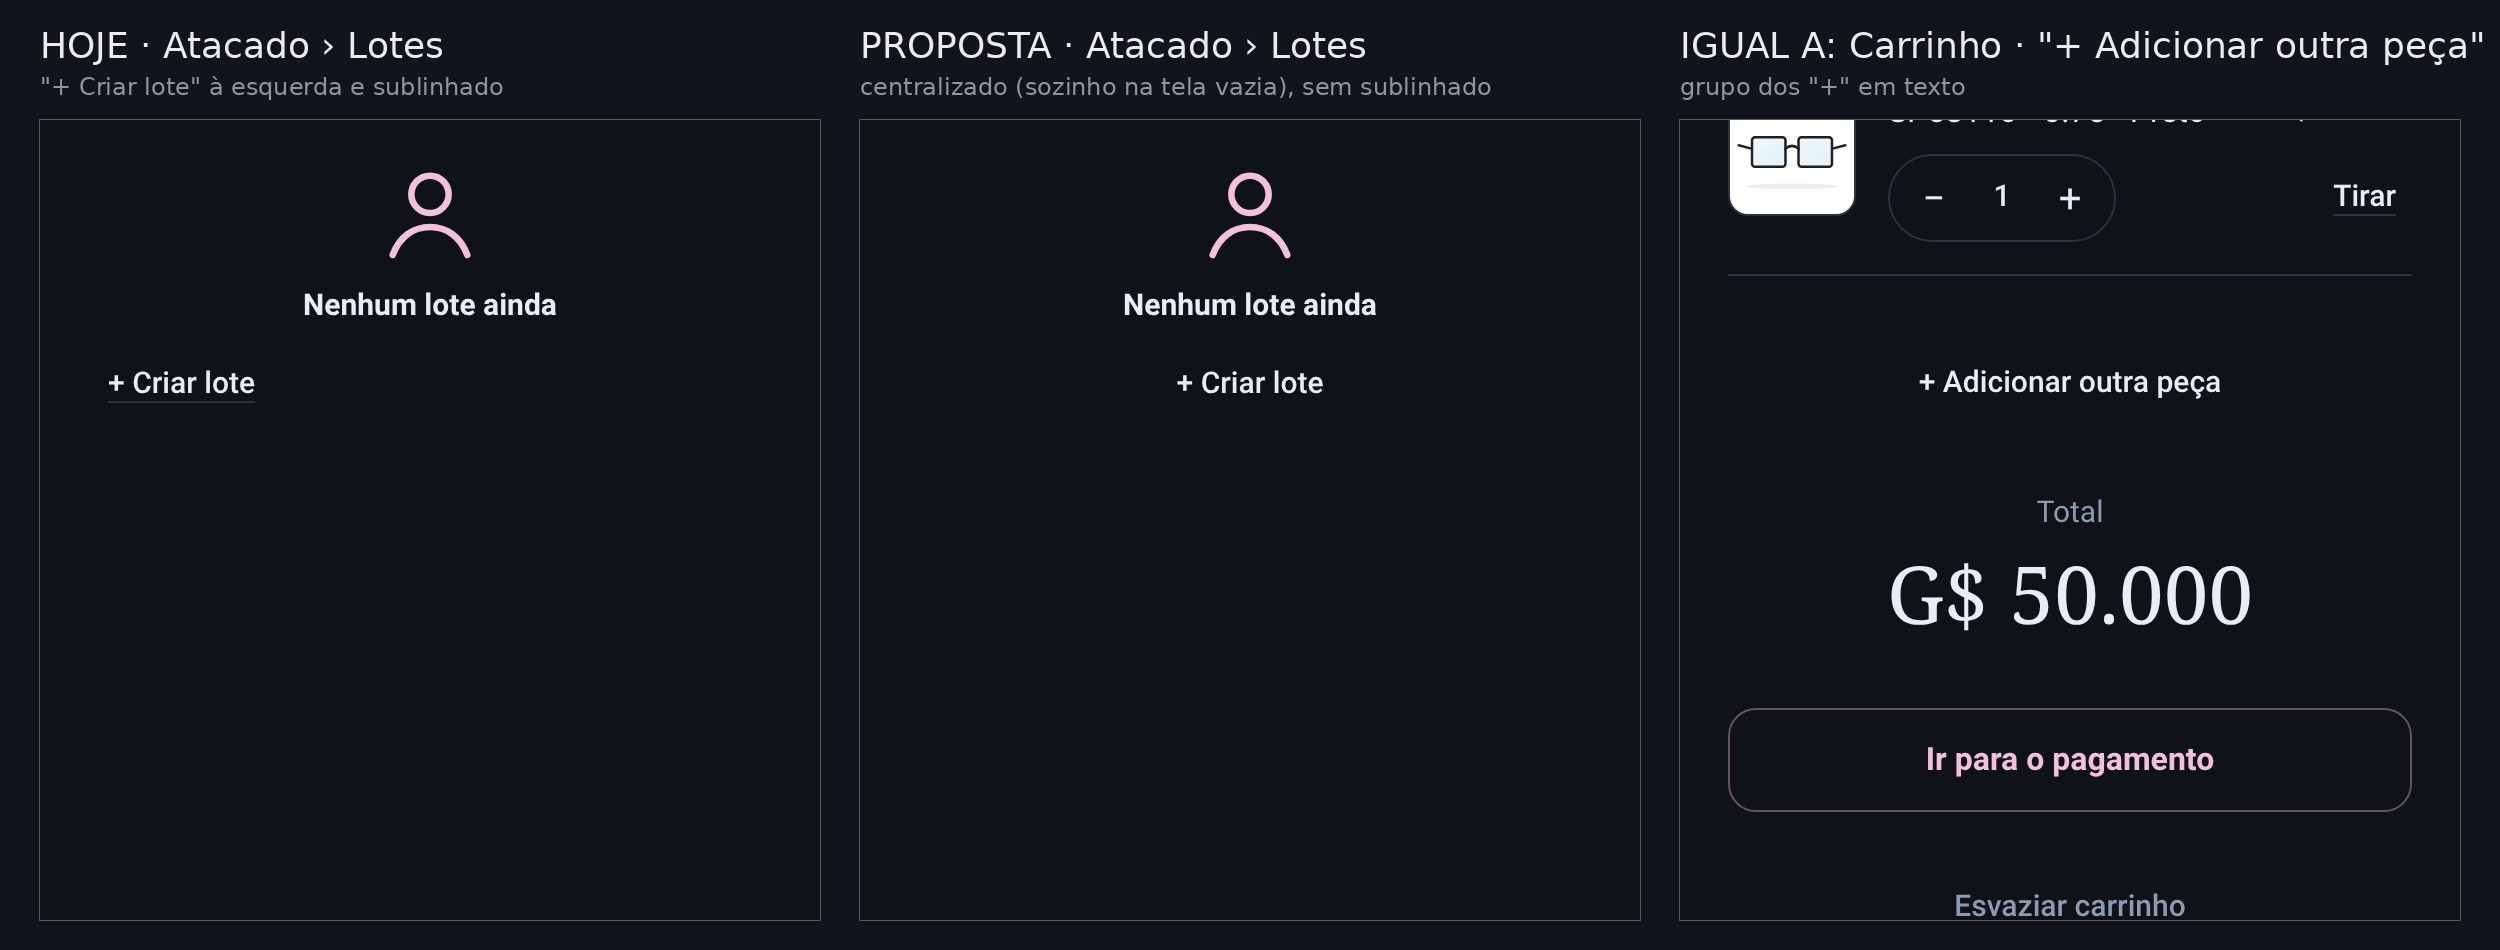 HOJE · Atacado › Lotes
"+ Criar lote" à esquerda e sublinhado
Nenhum lote ainda
+ Criar lote
PROPOSTA · Atacado › Lotes
centralizado (sozinho na tela vazia), sem sublinhado
Nenhum lote ainda
+ Criar lote
IGUAL A: Carrinho · "+ Adicionar outra peça"
grupo dos "+" em texto
− 1 +
Tirar
+ Adicionar outra peça
Total
G$ 50.000
Ir para o pagamento
Esvaziar carrinho